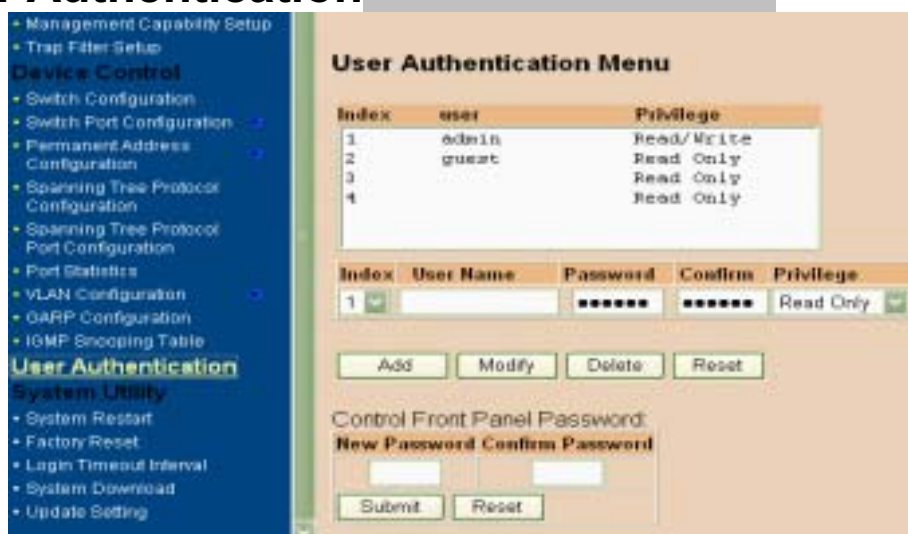 Authentication
• Management Capability Setup
• Trap Filter Setup
Device Control
• Switch Configuration
• Switch Port Configuration
• Permanent Address
Configuration
• Spanning Tree Protocol
Configuration
• Spanning Tree Protocol
Port Configuration
• Port Statistics
• VLAN Configuration
• GARP Configuration
• IGMP Snooping Table
User Authentication
System Utility
• System Restart
• Factory Reset
• Login Timeout Interval
• System Download
• Update Setting
User Authentication Menu
Index user Privilege
1 admin Read/Write
2 guest Read Only
3 Read Only
4 Read Only
Index User Name Password Confirm Privilege
1 ●●●●●● ●●●●●● Read Only
Add Modify Delete Reset
Control Front Panel Password:
New Password Confirm Password
Submit Reset